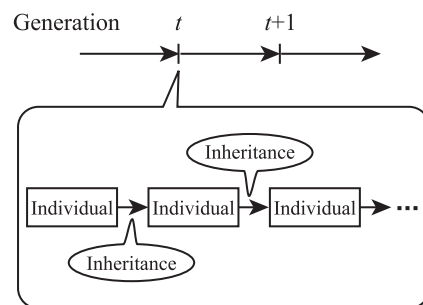 Generation t t+1
Inheritance
Individual Individual Individual ...
Inheritance